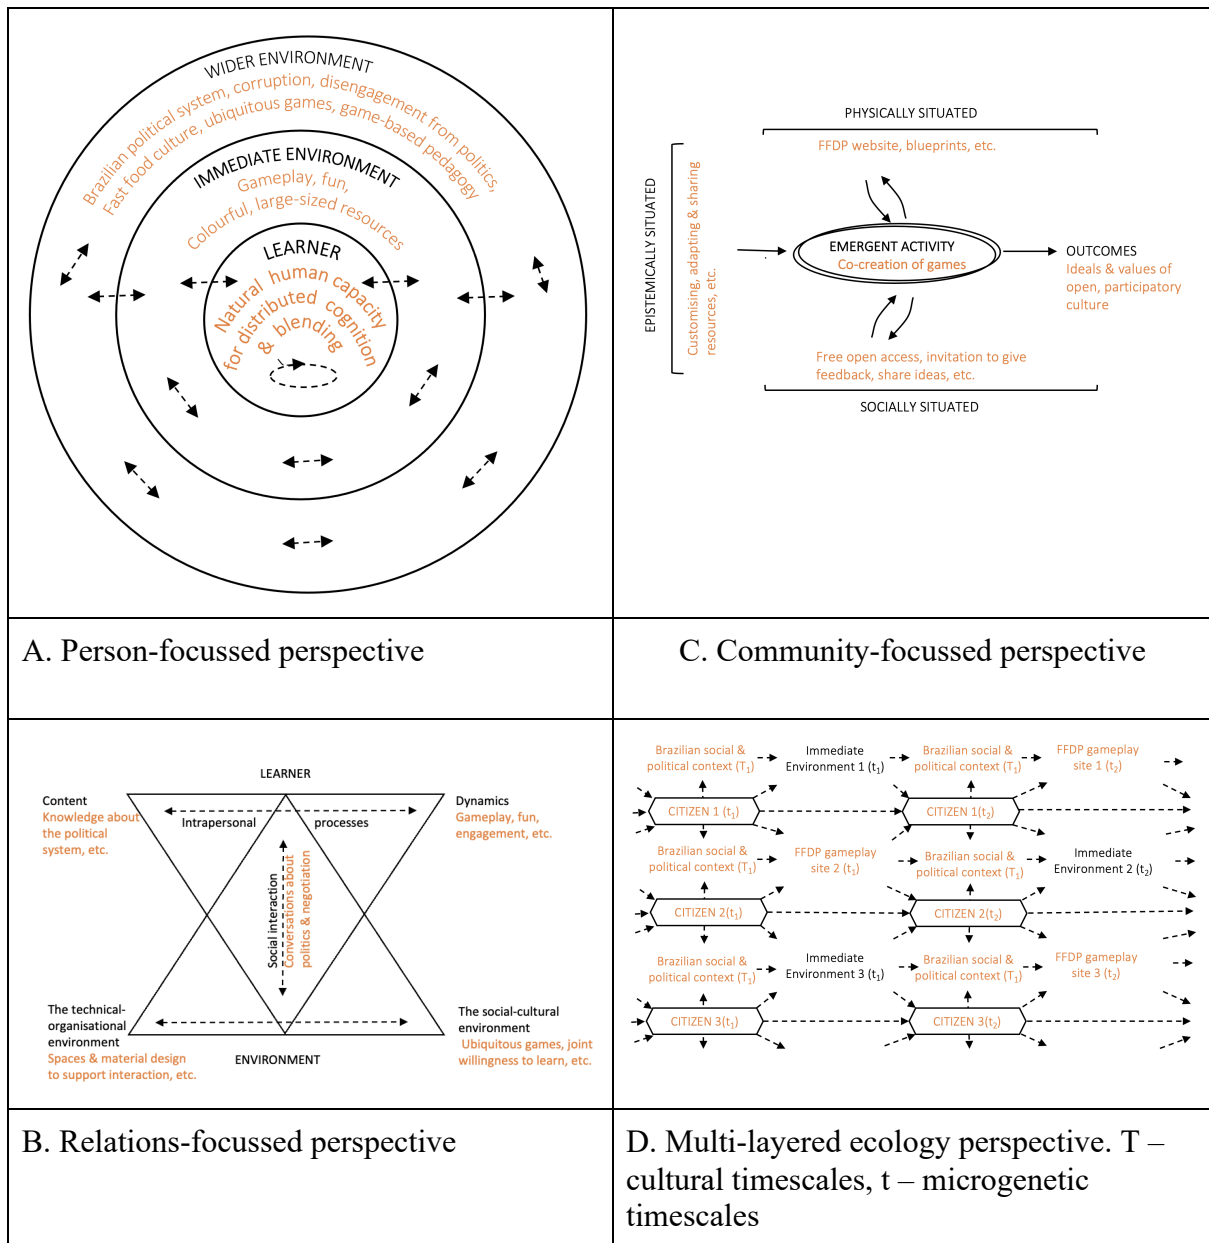 WIDER ENVIRONMENT
Brazilian political system, corruption, disengagement from politics,
Fast food culture, ubiquitous games, game-based pedagogy
IMMEDIATE ENVIRONMENT
Gameplay, fun,
Colourful, large-sized resources
LEARNER
Natural human capacity
for distributed cognition
& blending
A. Person-focussed perspective
PHYSICALLY SITUATED
FFDP website, blueprints, etc.
EPISTEMICALLY SITUATED
Customising, adapting & sharing
resources, etc.
EMERGENT ACTIVITY
Co-creation of games
OUTCOMES
Ideals & values of
open, participatory
culture
Free open access, invitation to give
feedback, share ideas, etc.
SOCIALLY SITUATED
C. Community-focussed perspective
LEARNER
Content
Knowledge about
the political
system, etc.
Intrapersonal processes
Dynamics
Gameplay, fun,
engagement, etc.
Social interaction
Conversations about
politics & negotiation
The technical-
organisational
environment
Spaces & material design
to support interaction, etc.
ENVIRONMENT
The social-cultural
environment
Ubiquitous games, joint
willingness to learn, etc.
B. Relations-focussed perspective
Brazilian social &
political context (T₁)
Immediate
Environment 1 (t₁)
Brazilian social &
political context (T₁)
FFDP gameplay
site 1 (t₂)
CITIZEN 1 (t₁)
CITIZEN 1(t₂)
Brazilian social &
political context (T₁)
FFDP gameplay
site 2 (t₁)
Brazilian social &
political context (T₁)
Immediate
Environment 2 (t₂)
CITIZEN 2(t₁)
CITIZEN 2(t₂)
Brazilian social &
political context (T₁)
Immediate
Environment 3 (t₁)
Brazilian social &
political context (T₁)
FFDP gameplay
site 3 (t₂)
CITIZEN 3(t₁)
CITIZEN 3(t₂)
D. Multi-layered ecology perspective. T –
cultural timescales, t – microgenetic
timescales